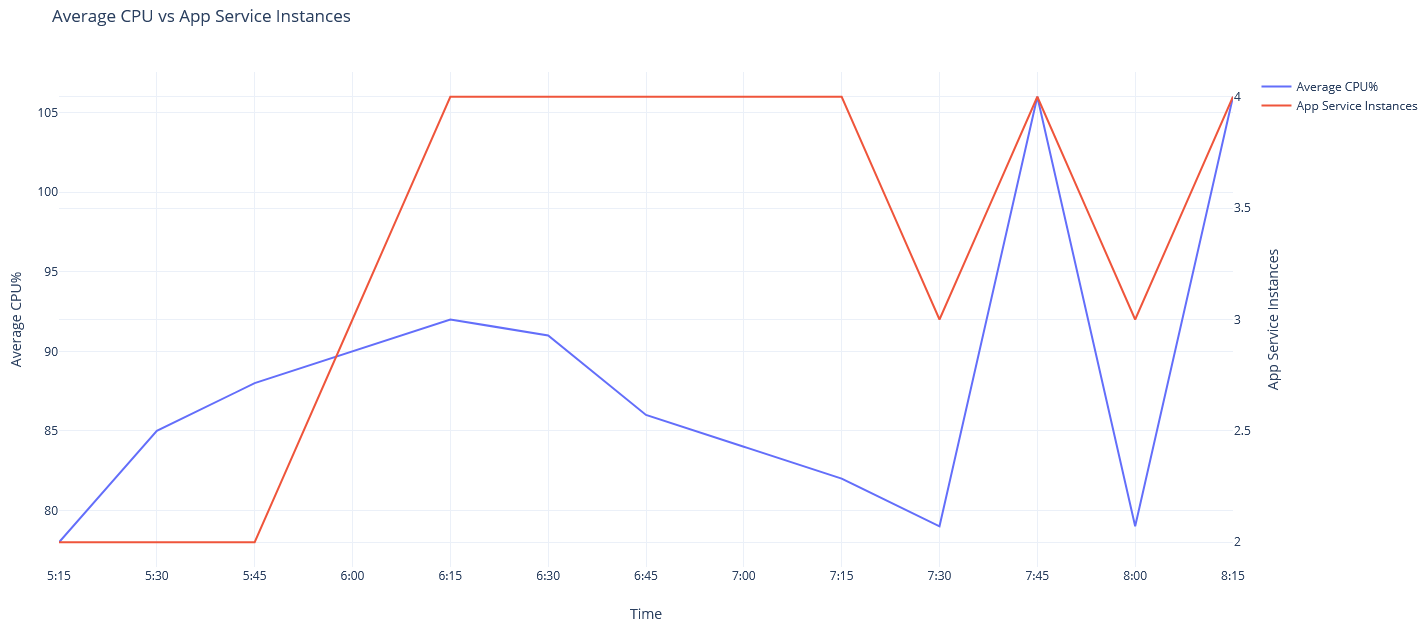 Average CPU vs App Service Instances
Average CPU%
App Service Instances
105
100
95
90
85
80
Average CPU%
4
3.5
3
2.5
2
App Service Instances
5:15 5:30 5:45 6:00 6:15 6:30 6:45 7:00 7:15 7:30 7:45 8:00 8:15
Time